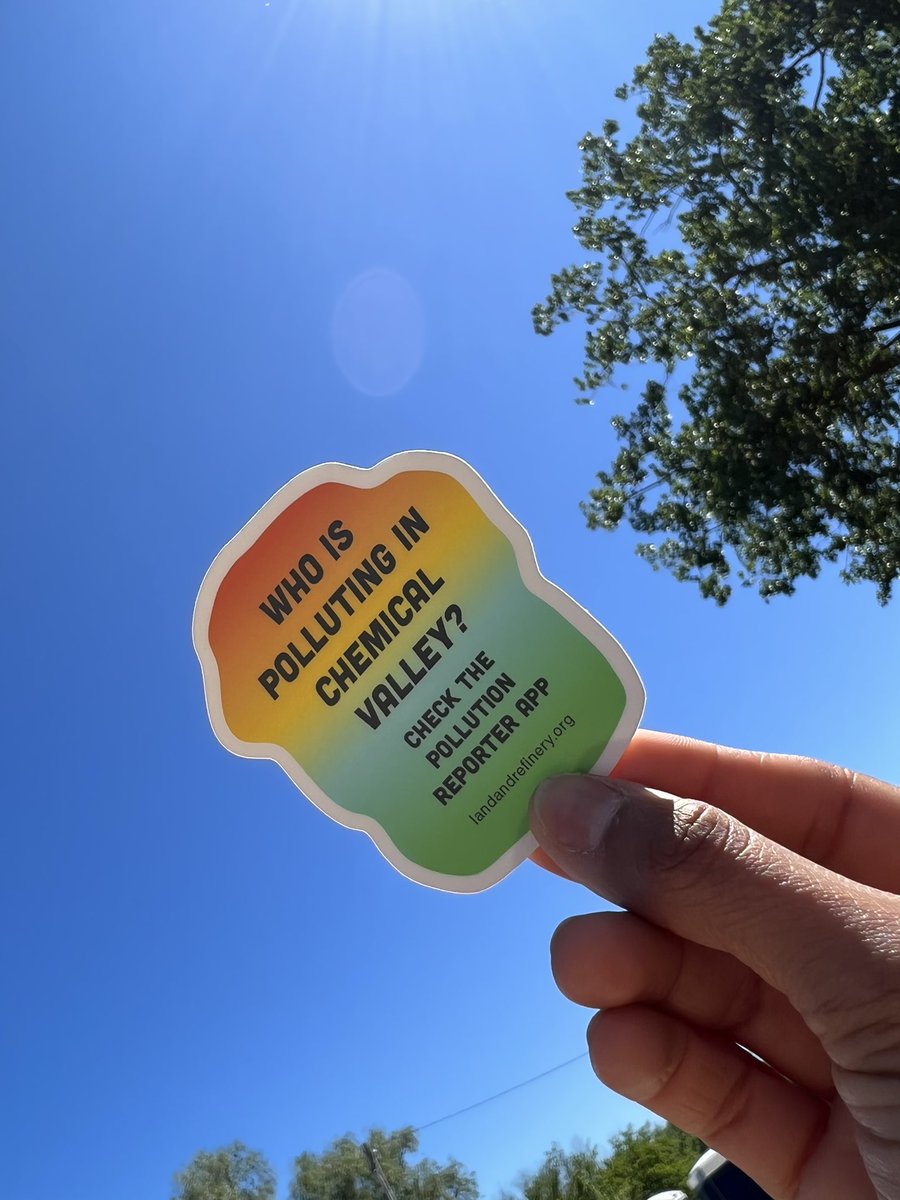 WHO IS
POLLUTING IN
CHEMICAL
VALLEY?
CHECK THE
POLLUTION
REPORTER APP
landandrefinery.org